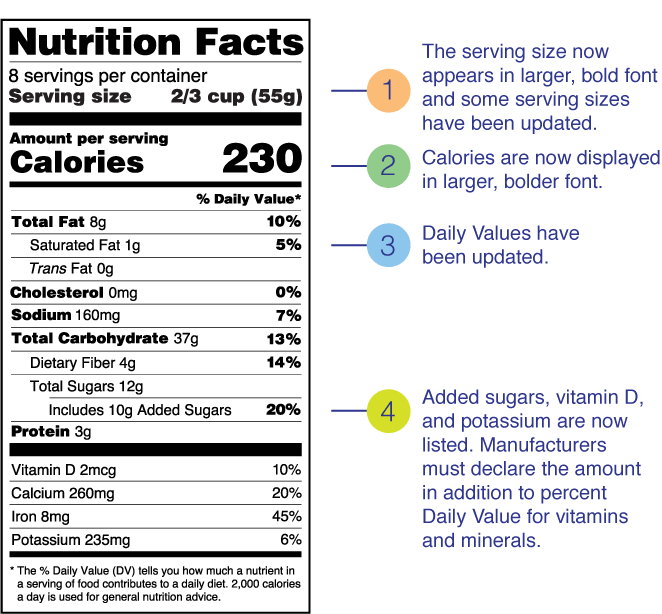 Nutrition Facts
8 servings per container
Serving size 2/3 cup (55g)
Amount per serving
Calories 230
% Daily Value*
Total Fat 8g 10%
Saturated Fat 1g 5%
Trans Fat 0g
Cholesterol 0mg 0%
Sodium 160mg 7%
Total Carbohydrate 37g 13%
Dietary Fiber 4g 14%
Total Sugars 12g
Includes 10g Added Sugars 20%
Protein 3g
Vitamin D 2mcg 10%
Calcium 260mg 20%
Iron 8mg 45%
Potassium 235mg 6%
* The % Daily Value (DV) tells you how much a nutrient in
a serving of food contributes to a daily diet. 2,000 calories
a day is used for general nutrition advice.
1
The serving size now
appears in larger, bold font
and some serving sizes
have been updated.
2
Calories are now displayed
in larger, bolder font.
3
Daily Values have
been updated.
4
Added sugars, vitamin D,
and potassium are now
listed. Manufacturers
must declare the amount
in addition to percent
Daily Value for vitamins
and minerals.